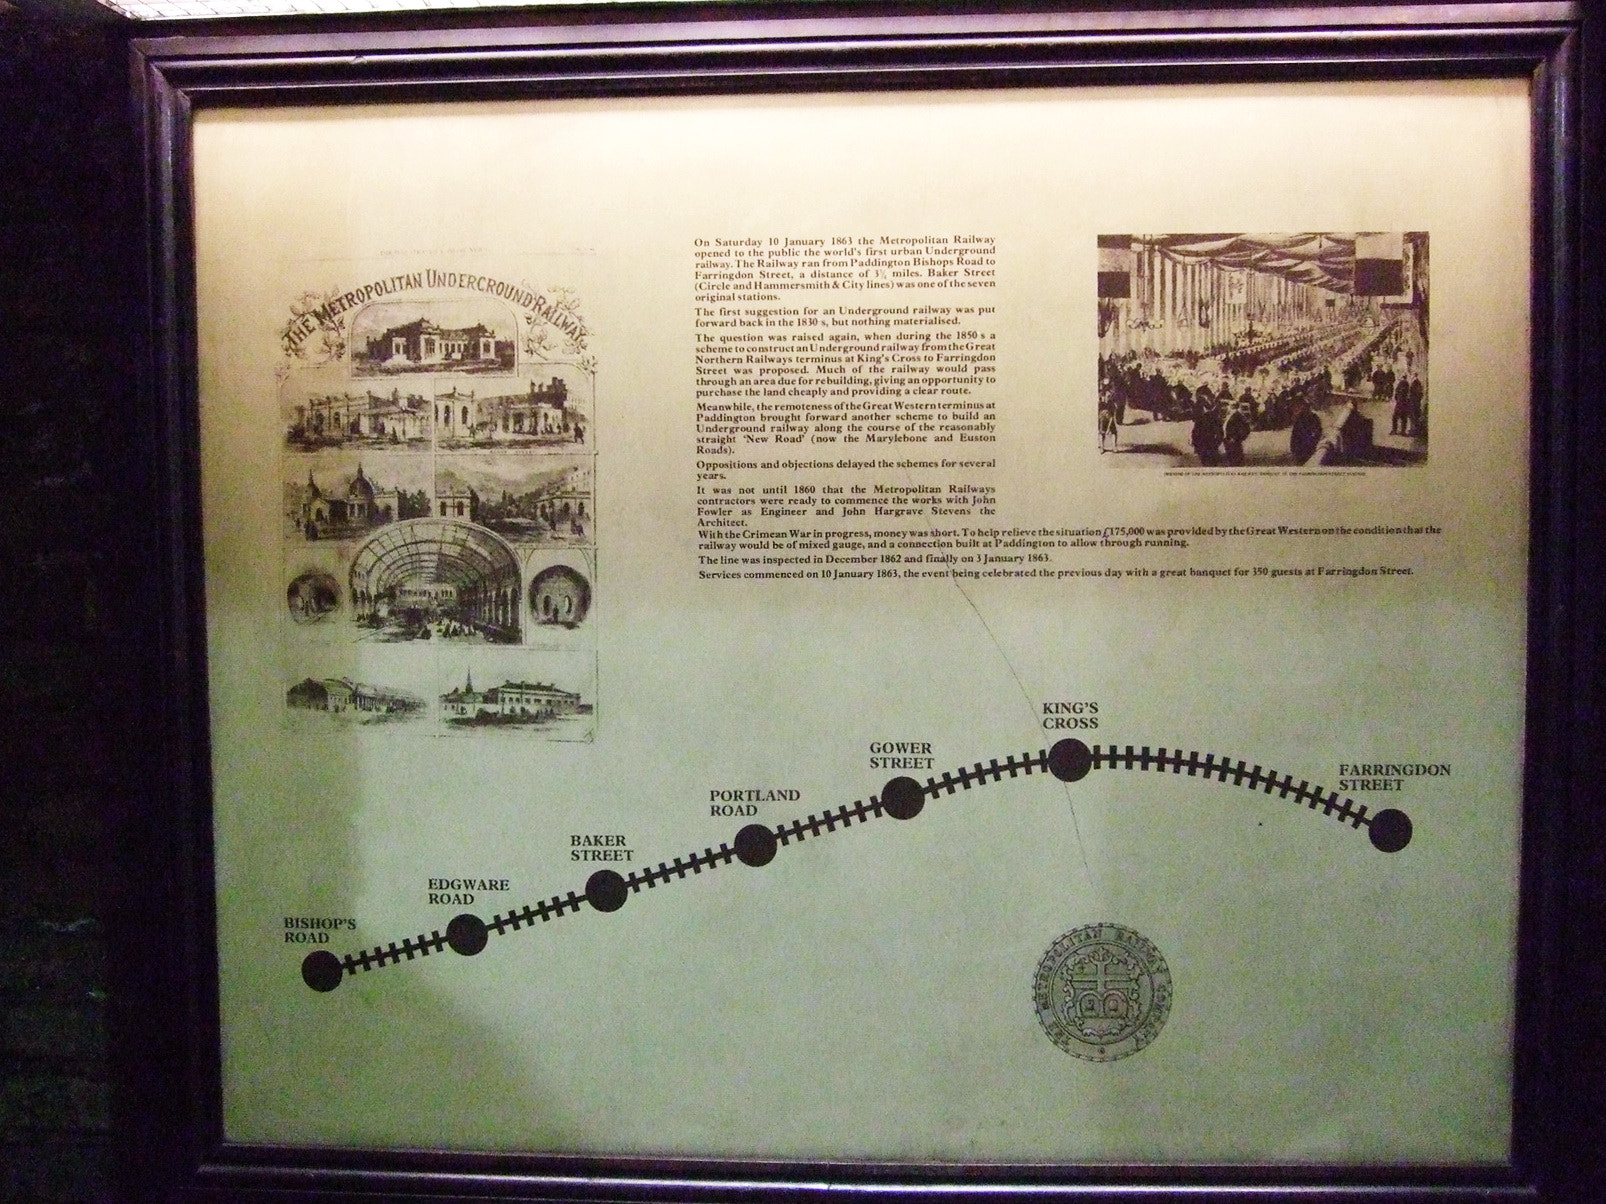 THE METROPOLITAN UNDERGROUND RAILWAY
On Saturday 10 January 1863 the Metropolitan Railway
opened to the public the world's first urban Underground
railway. The Railway ran from Paddington Bishops Road to
Farringdon Street, a distance of 3¾ miles. Baker Street
(Circle and Hammersmith & City lines) was one of the seven
original stations.
The first suggestion for an Underground railway was put
forward back in the 1830 s, but nothing materialised.
The question was raised again, when during the 1850 s a
scheme to construct an Underground railway from the Great
Northern Railways terminus at King's Cross to Farringdon
Street was proposed. Much of the railway would pass
through an area due for rebuilding, giving an opportunity to
purchase the land cheaply and providing a clear route.
Meanwhile, the remoteness of the Great Western terminus at
Paddington brought forward another scheme to build an
Underground railway along the course of the reasonably
straight 'New Road' (now the Marylebone and Euston
Roads).
Oppositions and objections delayed the schemes for several
years.
It was not until 1860 that the Metropolitan Railways
contractors were ready to commence the works with John
Fowler as Engineer and John Hargrave Stevens the
Architect.
With the Crimean War in progress, money was short. To help relieve the situation £175,000 was provided by the Great Western on the condition that the
railway would be of mixed gauge, and a connection built at Paddington to allow through running.
The line was inspected in December 1862 and finally on 3 January 1863.
Services commenced on 10 January 1863, the event being celebrated the previous day with a great banquet for 350 guests at Farringdon Street.
BISHOP'S
ROAD
EDGWARE
ROAD
BAKER
STREET
PORTLAND
ROAD
GOWER
STREET
KING'S
CROSS
FARRINGDON
STREET
THE METROPOLITAN RAILWAY COMPANY